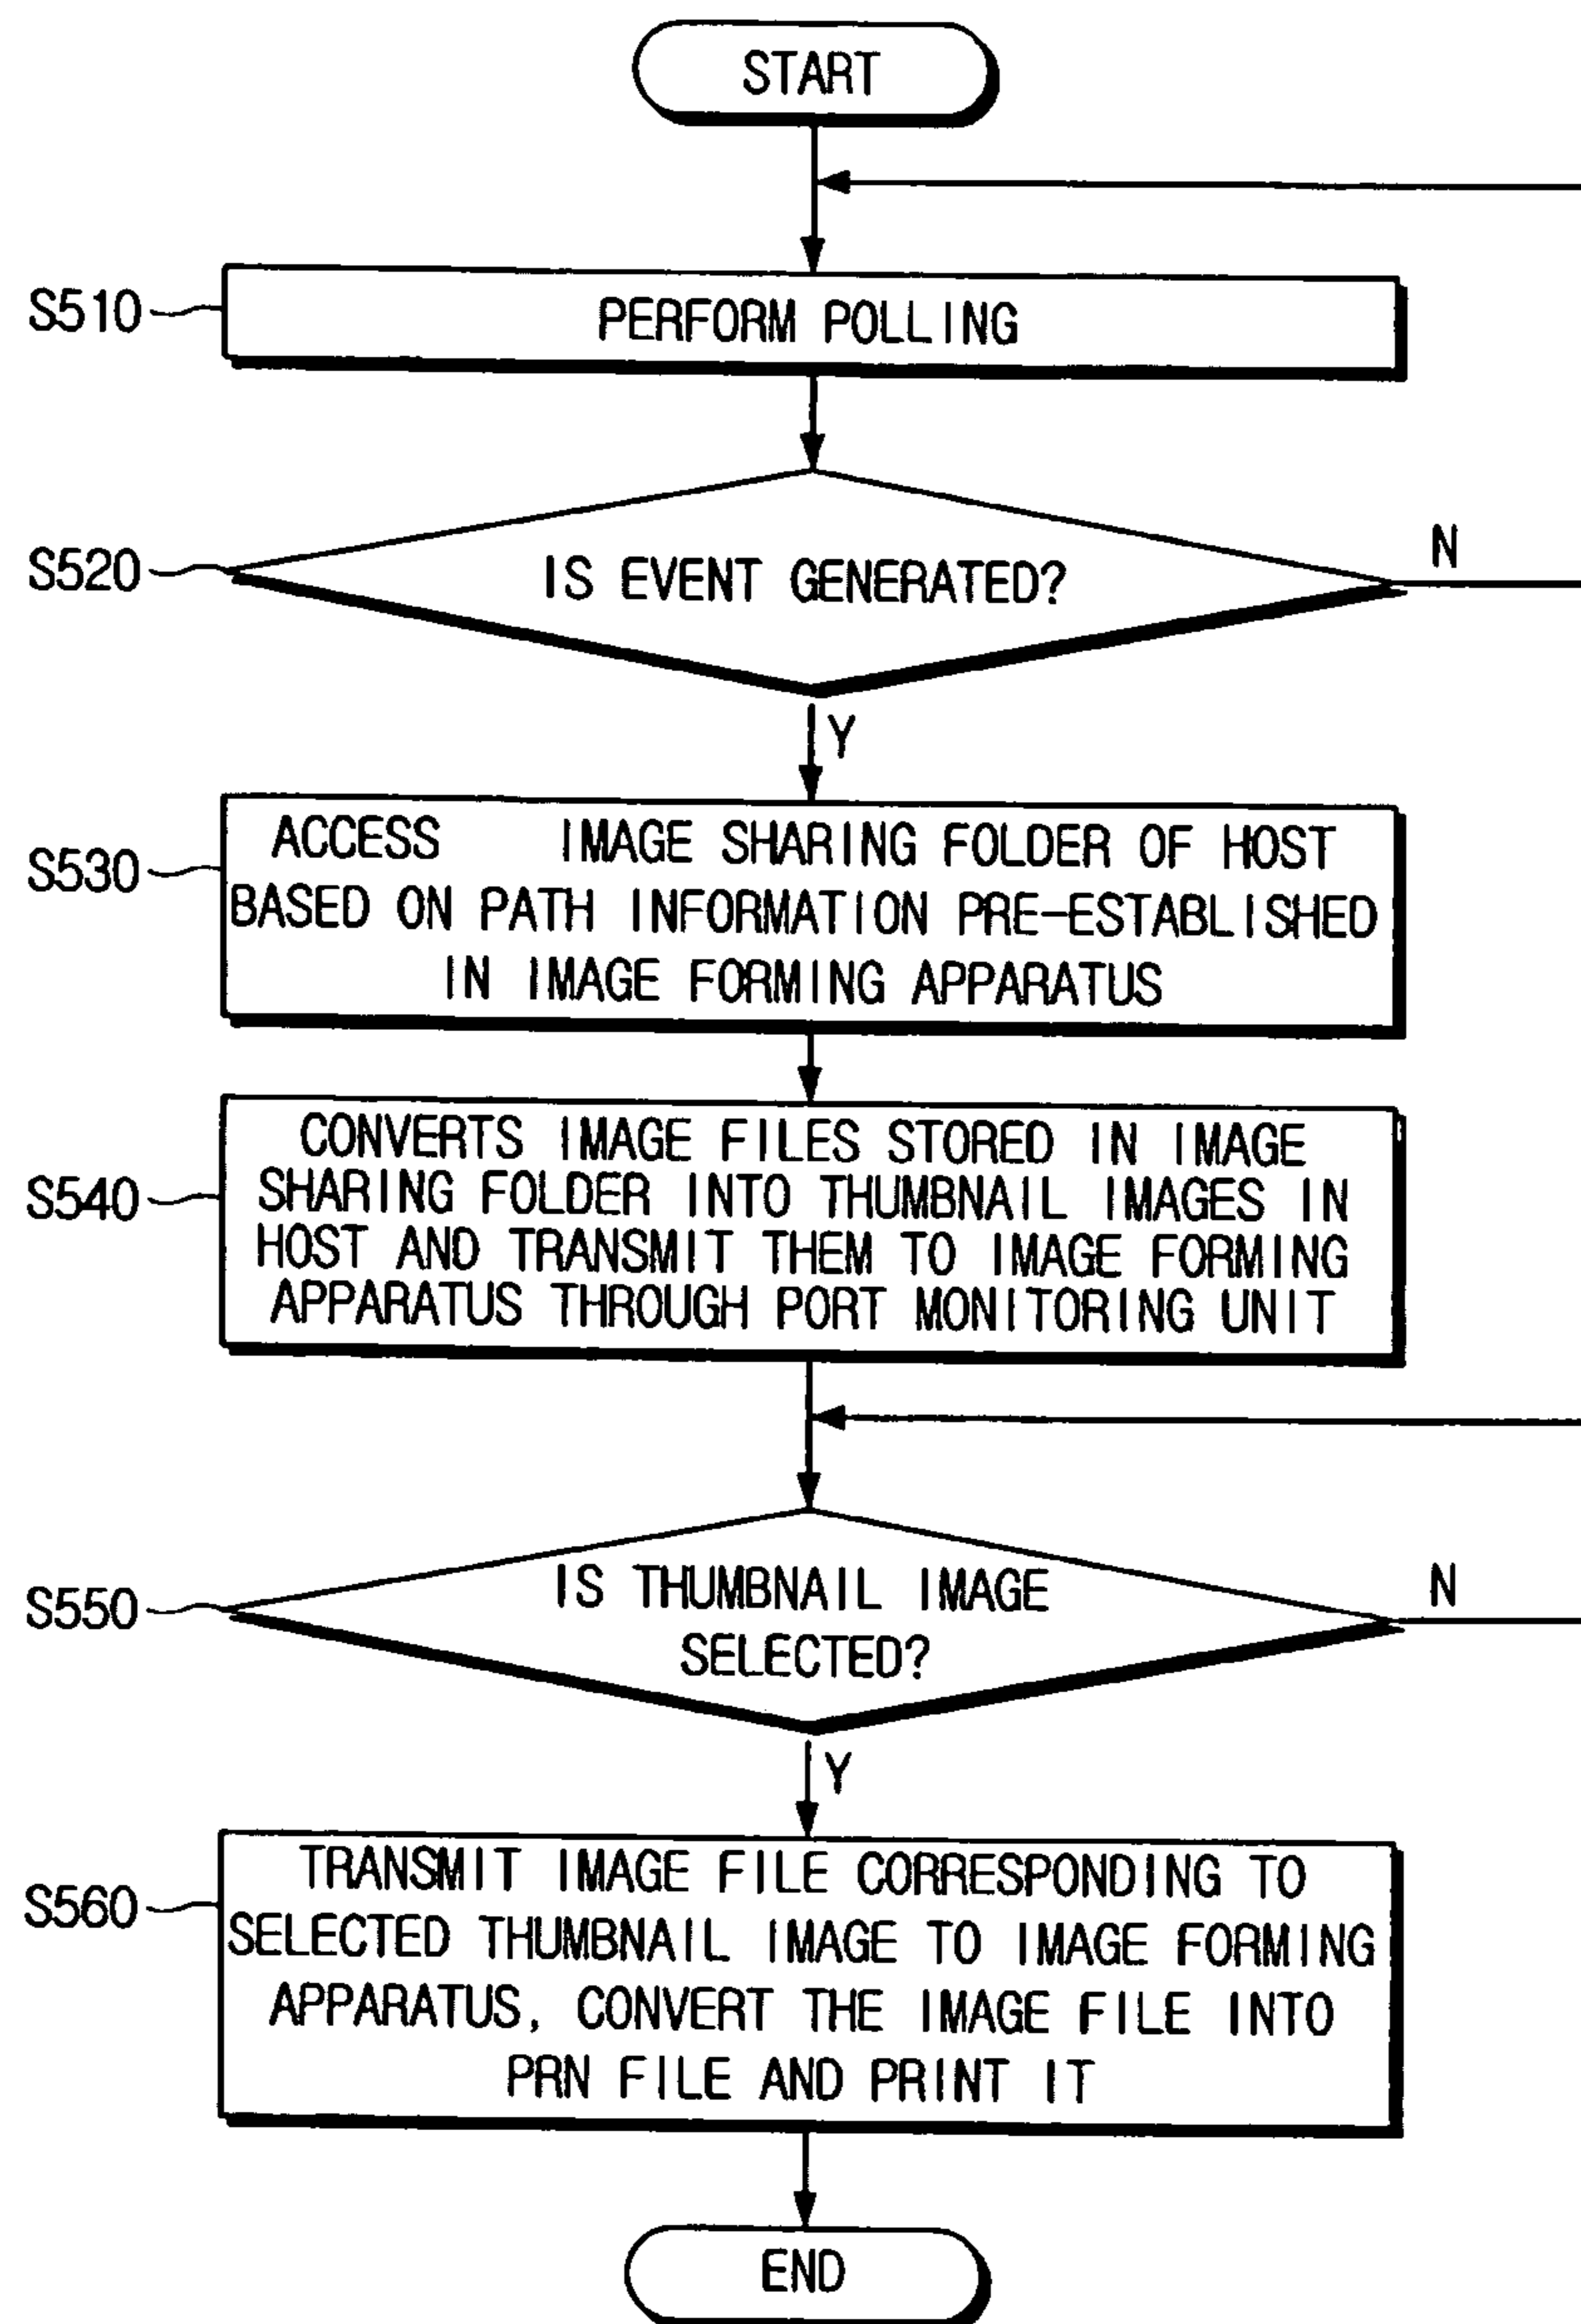 START
S510
PERFORM POLLING
S520
IS EVENT GENERATED?
N
Y
S530
ACCESS IMAGE SHARING FOLDER OF HOST
BASED ON PATH INFORMATION PRE-ESTABLISHED
IN IMAGE FORMING APPARATUS
S540
CONVERTS IMAGE FILES STORED IN IMAGE
SHARING FOLDER INTO THUMBNAIL IMAGES IN
HOST AND TRANSMIT THEM TO IMAGE FORMING
APPARATUS THROUGH PORT MONITORING UNIT
S550
IS THUMBNAIL IMAGE
SELECTED?
N
Y
S560
TRANSMIT IMAGE FILE CORRESPONDING TO
SELECTED THUMBNAIL IMAGE TO IMAGE FORMING
APPARATUS, CONVERT THE IMAGE FILE INTO
PRN FILE AND PRINT IT
END